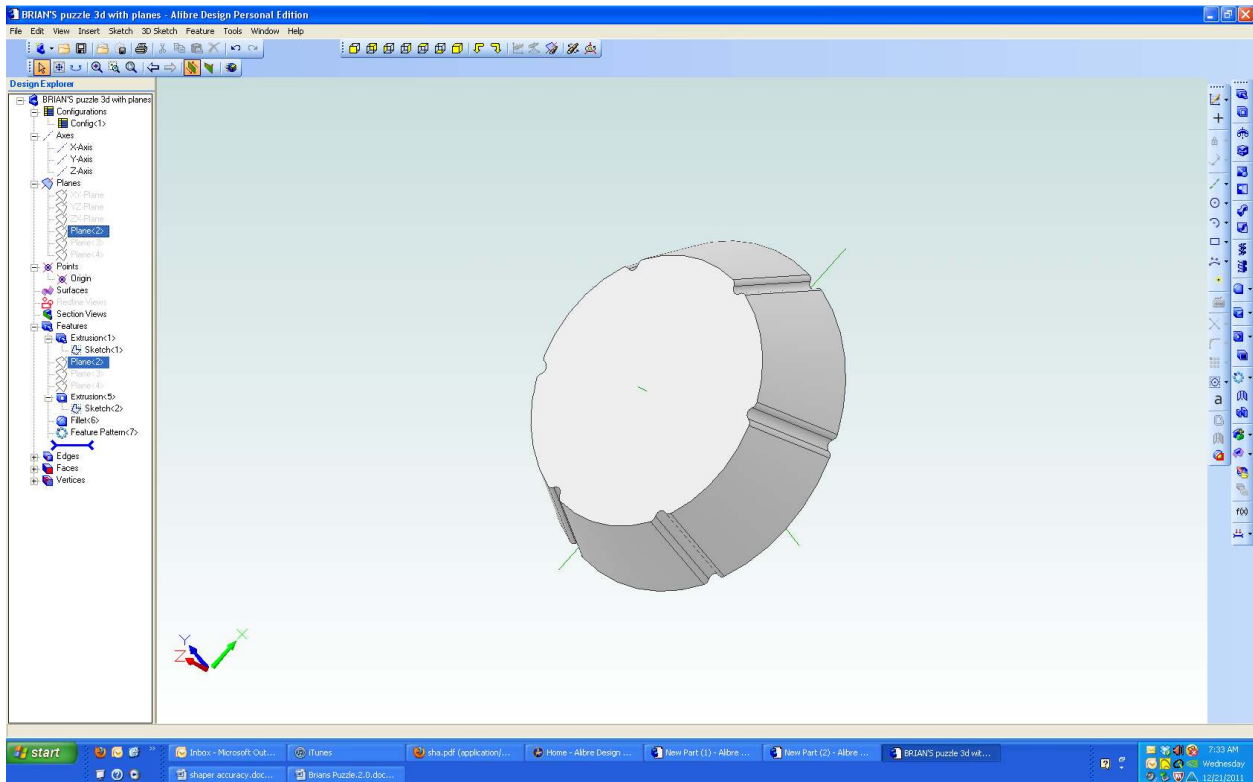 BRIAN'S puzzle 3d with planes - Alibre Design Personal Edition
File Edit View Insert Sketch 3D Sketch Feature Tools Window Help
Design Explorer
BRIAN'S puzzle 3d with planes
Configurations
Config<1>
Axes
X-Axis
Y-Axis
Z-Axis
Planes
XY-Plane
YZ-Plane
ZX-Plane
Plane<2>
Plane<3>
Plane<4>
Points
Origin
Surfaces
Redline Views
Section Views
Features
Extrusion<1>
Sketch<1>
Plane<2>
Plane<3>
Plane<4>
Extrusion<5>
Sketch<2>
Fillet<6>
Feature Pattern<7>
Edges
Faces
Vertices
a
f(x)
Y
X
Z
start
Inbox - Microsoft Out...
iTunes
sha.pdf (application/...
Home - Alibre Design ...
New Part (1) - Alibre ...
New Part (2) - Alibre ...
BRIAN'S puzzle 3d wit...
shaper accuracy.doc...
Brians Puzzle.2.0.doc...
7:33 AM
Wednesday
12/21/2011